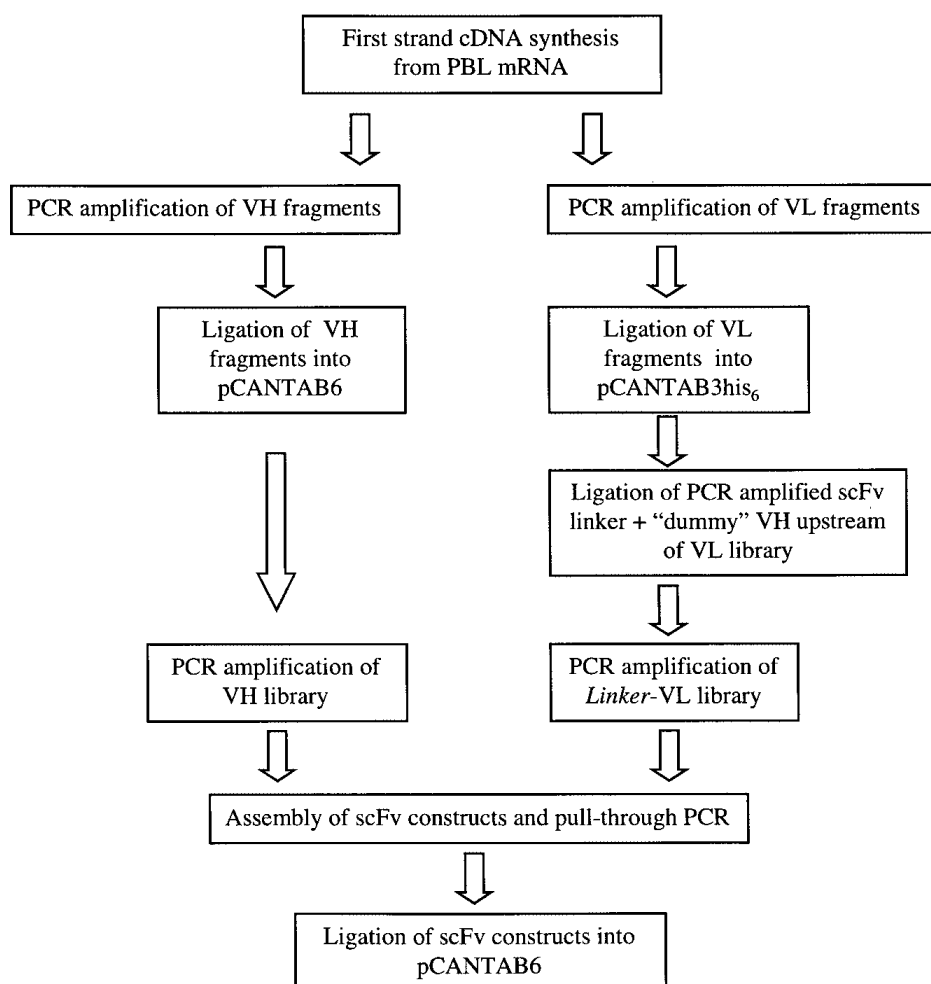 First strand cDNA synthesis
from PBL mRNA
PCR amplification of VH fragments
PCR amplification of VL fragments
Ligation of VH
fragments into
pCANTAB6
Ligation of VL
fragments into
pCANTAB3his₆
Ligation of PCR amplified scFv
linker + “dummy” VH upstream
of VL library
PCR amplification of
VH library
PCR amplification of
Linker-VL library
Assembly of scFv constructs and pull-through PCR
Ligation of scFv constructs into
pCANTAB6